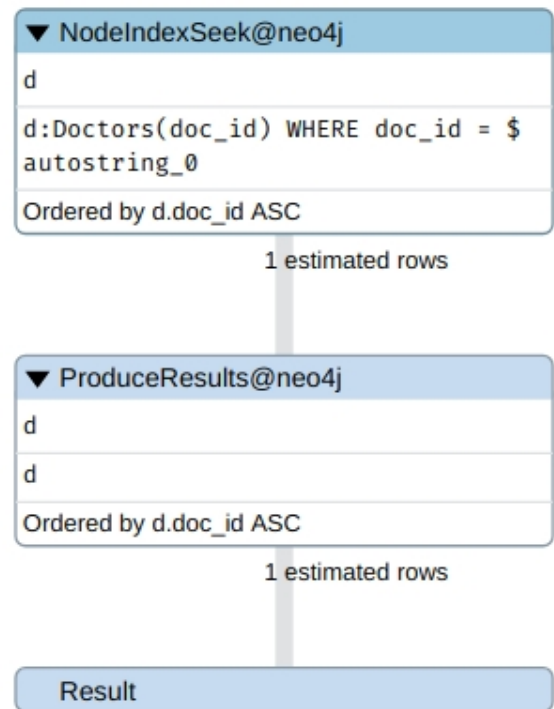 ▼ NodeIndexSeek@neo4j
d
d:Doctors(doc_id) WHERE doc_id = $
autostring_0
Ordered by d.doc_id ASC
1 estimated rows
▼ ProduceResults@neo4j
d
d
Ordered by d.doc_id ASC
1 estimated rows
Result